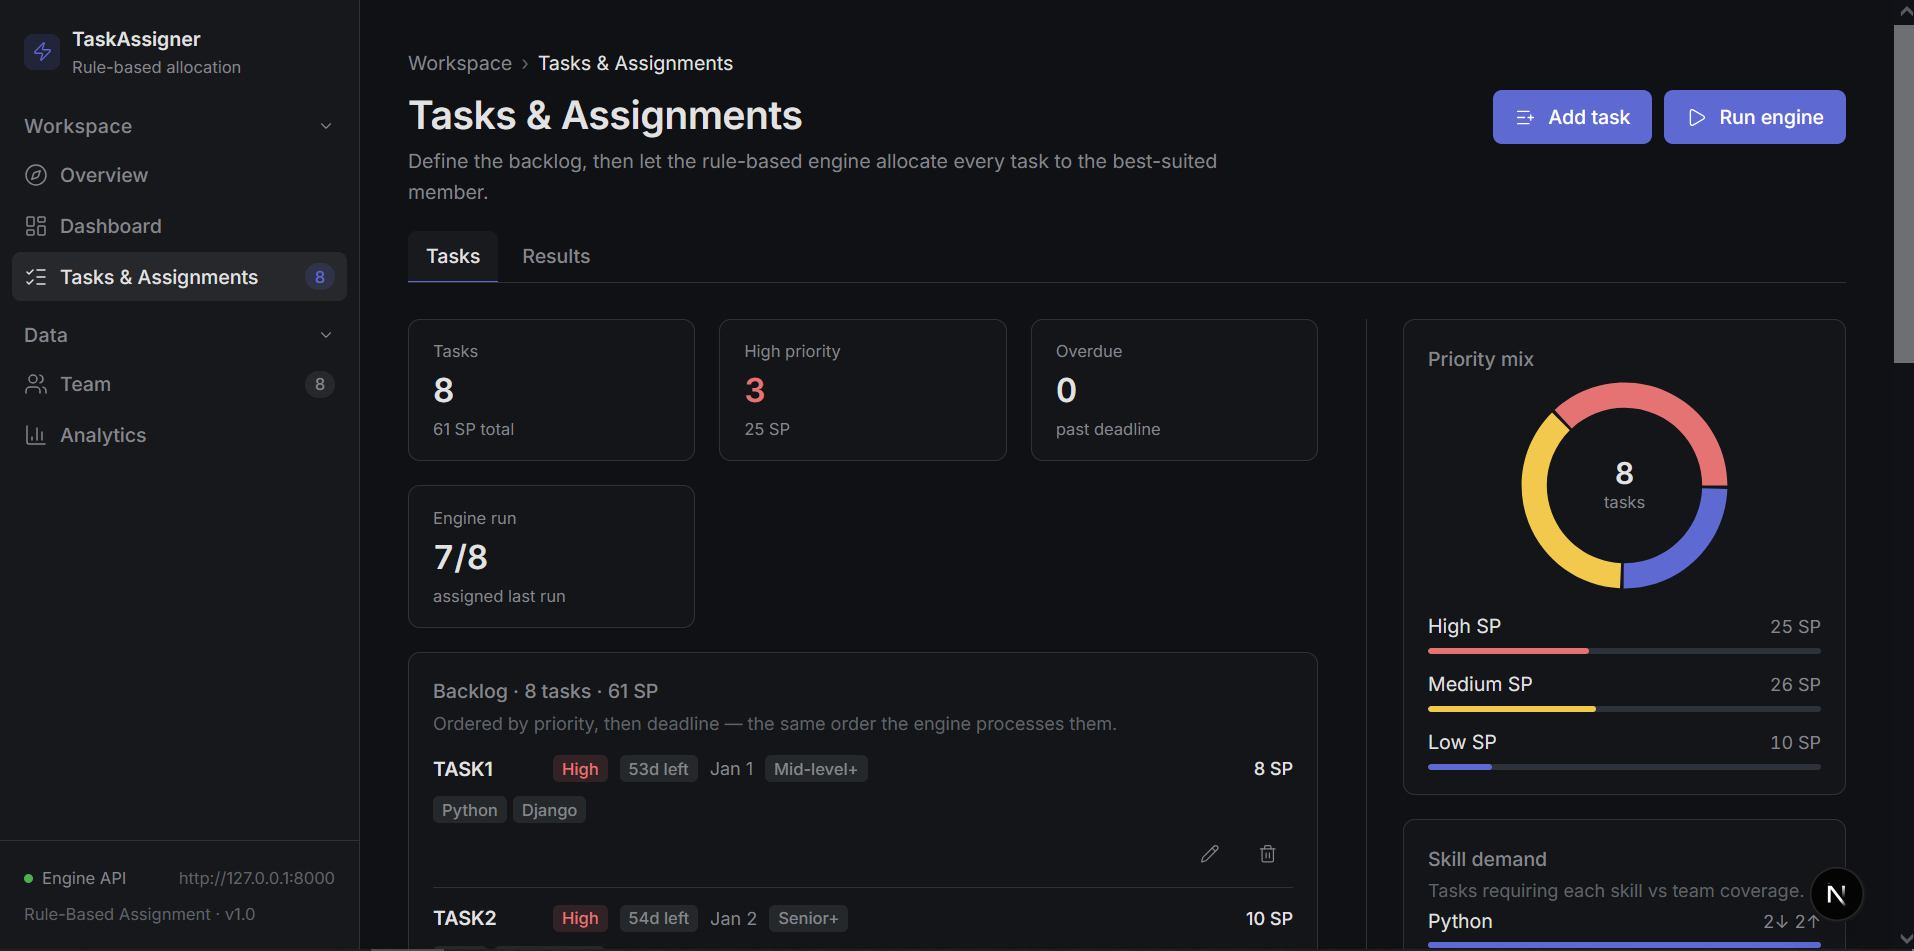 TaskAssigner
Rule-based allocation
Workspace
Overview
Dashboard
Tasks & Assignments 8
Data
Team 8
Analytics
Engine API http://127.0.0.1:8000
Rule-Based Assignment · v1.0
Workspace › Tasks & Assignments
Tasks & Assignments
Define the backlog, then let the rule-based engine allocate every task to the best-suited
member.
Add task
Run engine
Tasks Results
Tasks
8
61 SP total
High priority
3
25 SP
Overdue
0
past deadline
Engine run
7/8
assigned last run
Backlog · 8 tasks · 61 SP
Ordered by priority, then deadline — the same order the engine processes them.
TASK1 High 53d left Jan 1 Mid-level+ 8 SP
Python Django
TASK2 High 54d left Jan 2 Senior+ 10 SP
Priority mix
8
tasks
High SP 25 SP
Medium SP 26 SP
Low SP 10 SP
Skill demand
Tasks requiring each skill vs team coverage.
Python 2↓ 2↑
N